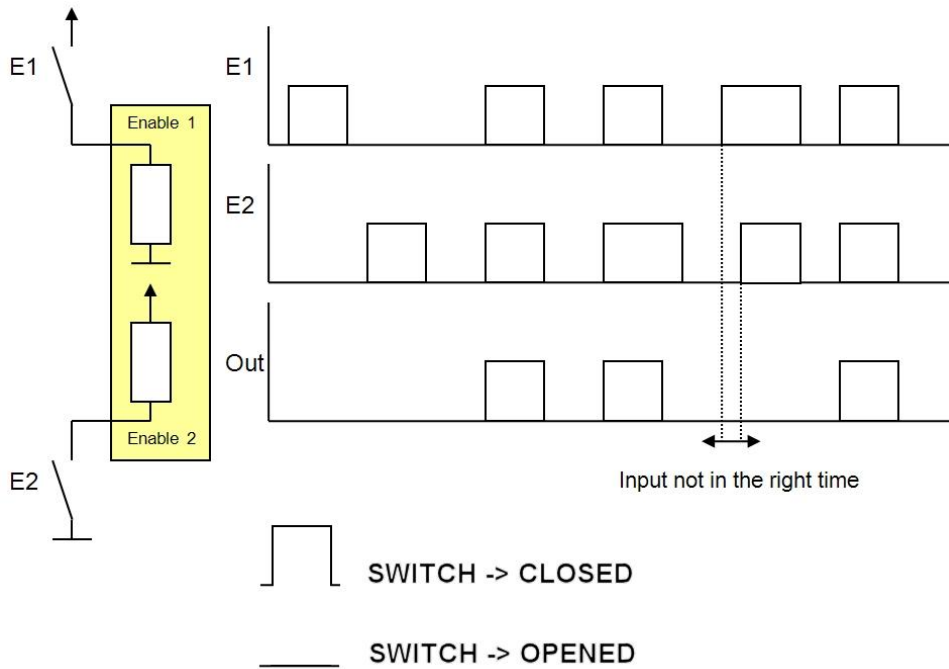 E1
Enable 1
Enable 2
E2
E1
E2
Out
Input not in the right time
SWITCH -> CLOSED
SWITCH -> OPENED